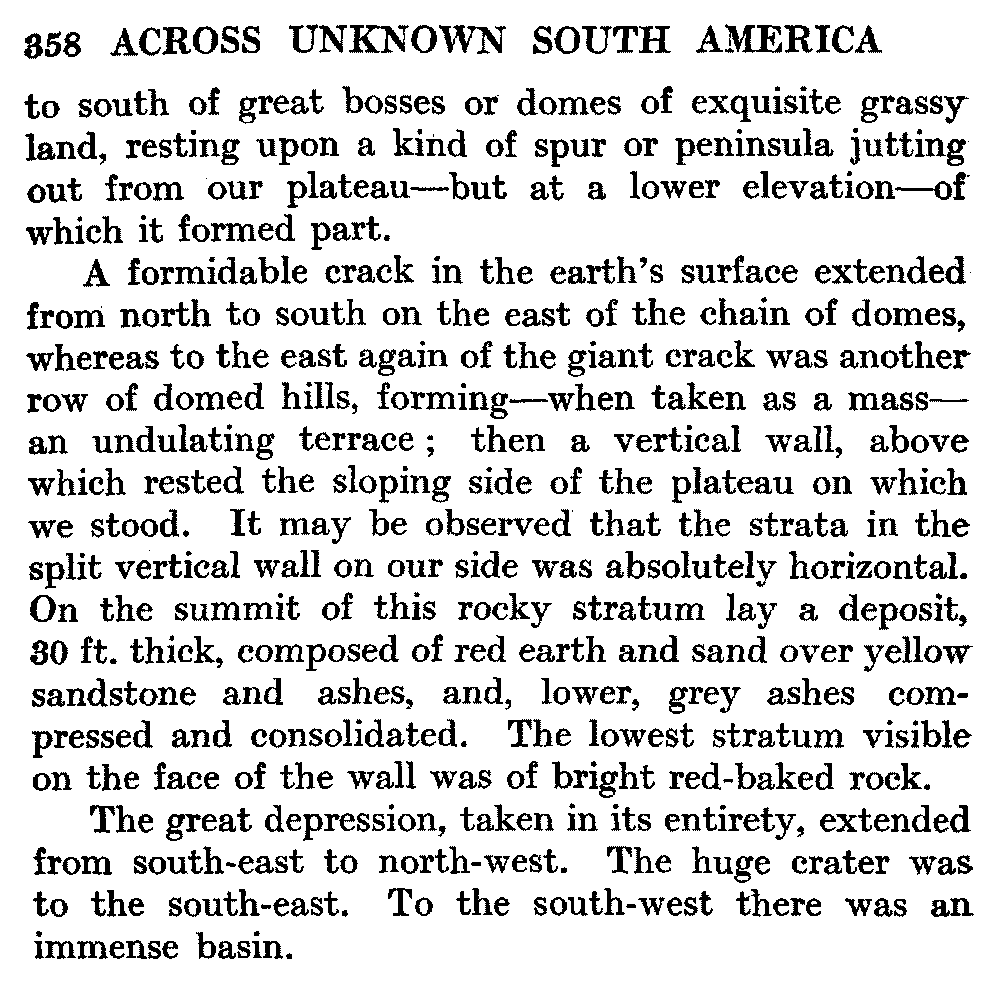 358 ACROSS UNKNOWN SOUTH AMERICA
to south of great bosses or domes of exquisite grassy
land, resting upon a kind of spur or peninsula jutting
out from our plateau—but at a lower elevation—of
which it formed part.
A formidable crack in the earth's surface extended
from north to south on the east of the chain of domes,
whereas to the east again of the giant crack was another
row of domed hills, forming—when taken as a mass—
an undulating terrace; then a vertical wall, above
which rested the sloping side of the plateau on which
we stood. It may be observed that the strata in the
split vertical wall on our side was absolutely horizontal.
On the summit of this rocky stratum lay a deposit,
30 ft. thick, composed of red earth and sand over yellow
sandstone and ashes, and, lower, grey ashes com-
pressed and consolidated. The lowest stratum visible
on the face of the wall was of bright red-baked rock.
The great depression, taken in its entirety, extended
from south-east to north-west. The huge crater was
to the south-east. To the south-west there was an
immense basin.